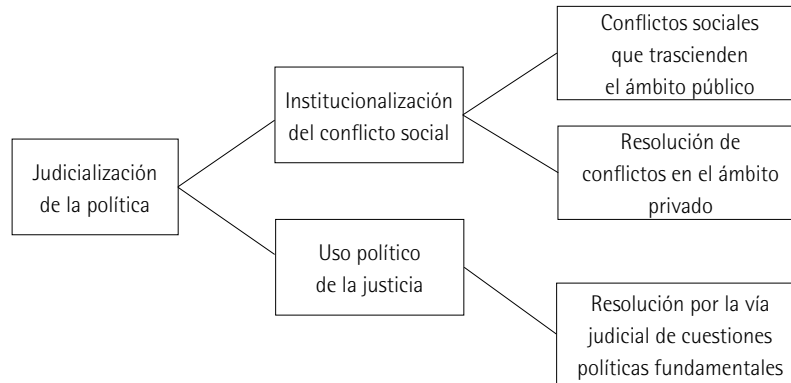 Judicialización
de la política
Institucionalización
del conflicto social
Conflictos sociales
que trascienden
el ámbito público
Resolución de
conflictos en el ámbito
privado
Uso político
de la justicia
Resolución por la vía
judicial de cuestiones
políticas fundamentales